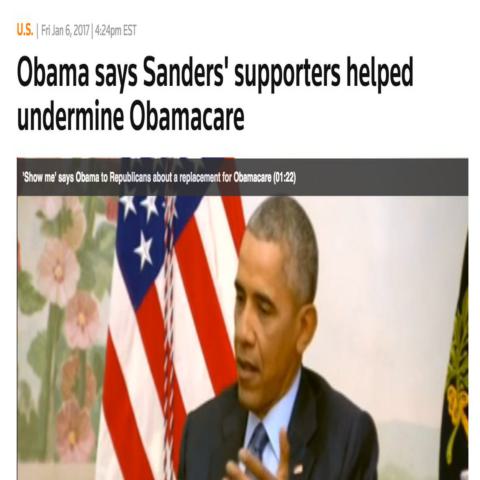 U.S. | Fri Jan 6, 2017 | 4:24pm EST
Obama says Sanders' supporters helped
undermine Obamacare
'Show me' says Obama to Republicans about a replacement for Obamacare (01:22)